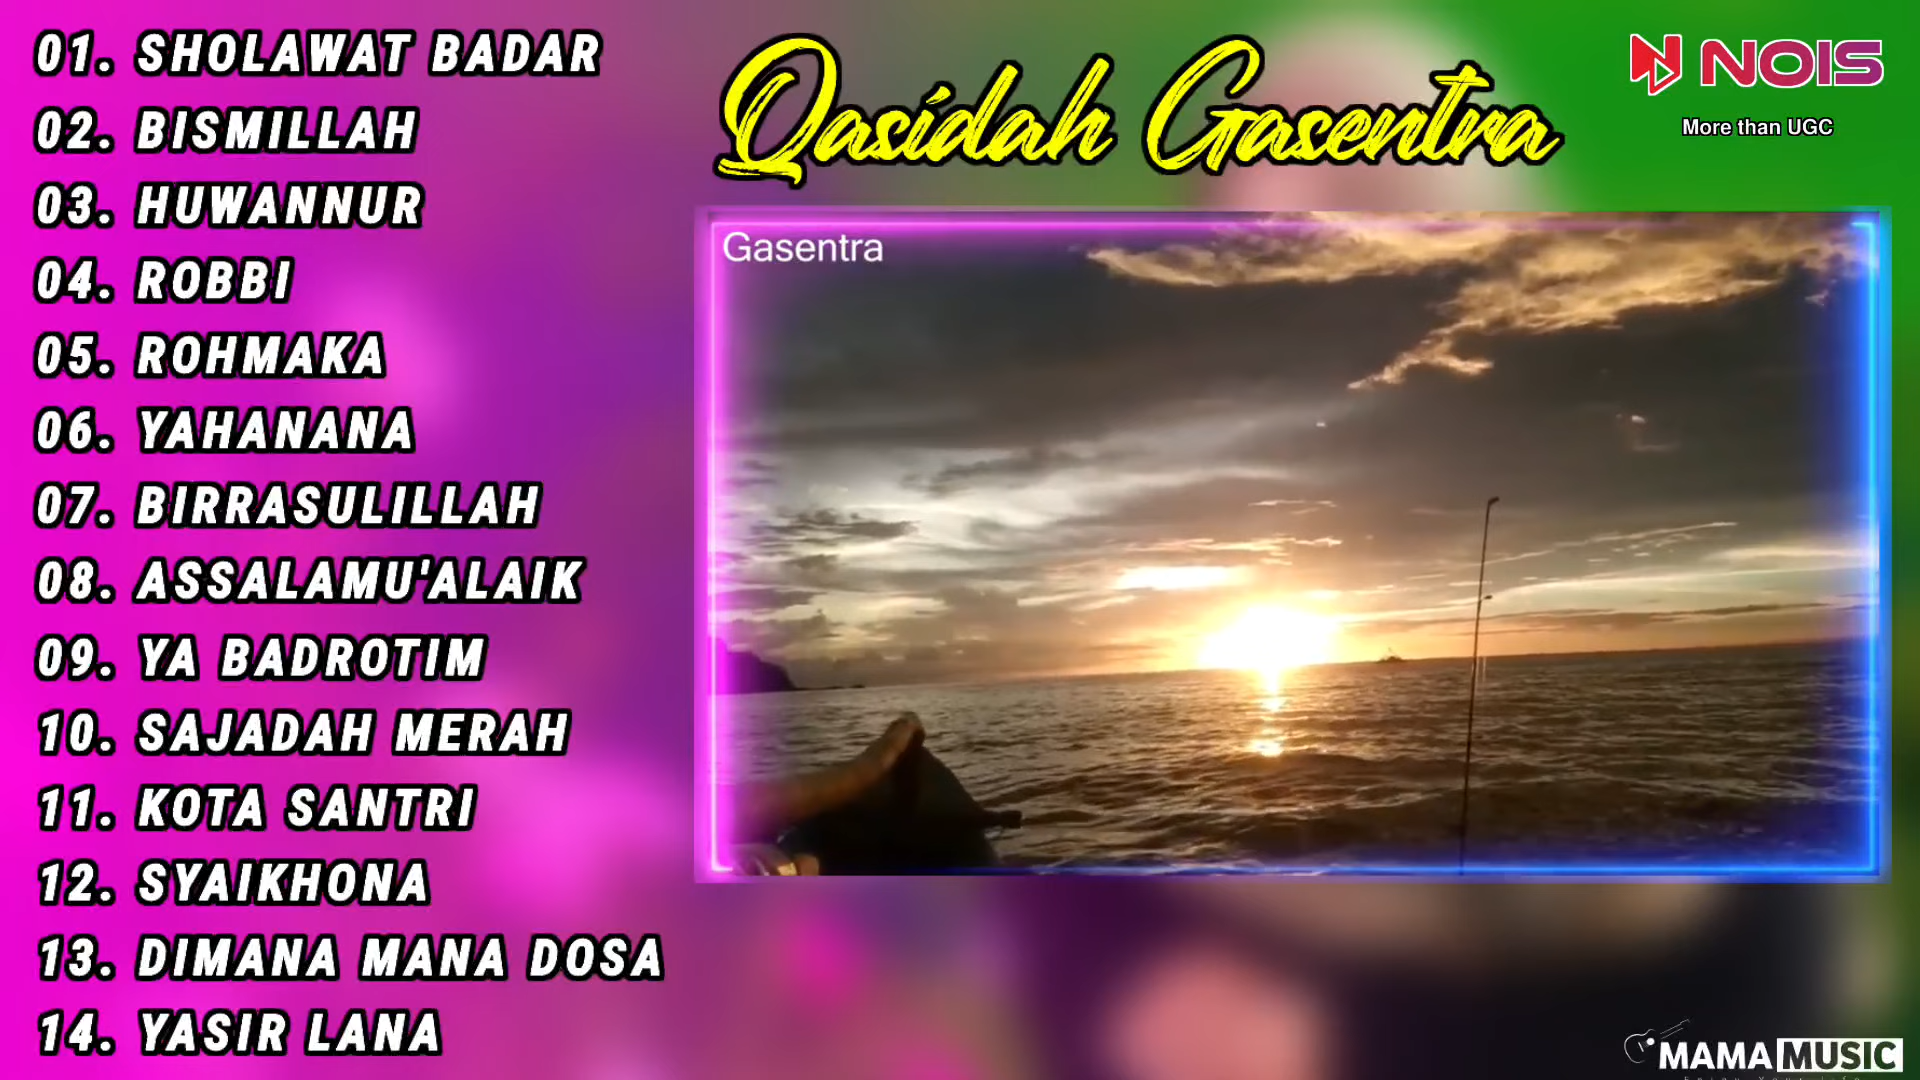 01. SHOLAWAT BADAR
02. BISMILLAH
03. HUWANNUR
04. ROBBI
05. ROHMAKA
06. YAHANANA
07. BIRRASULILLAH
08. ASSALAMU'ALAIK
09. YA BADROTIM
10. SAJADAH MERAH
11. KOTA SANTRI
12. SYAIKHONA
13. DIMANA MANA DOSA
14. YASIR LANA
Qasidah Gasentra
NOIS
More than UGC
Gasentra
MAMA MUSIC